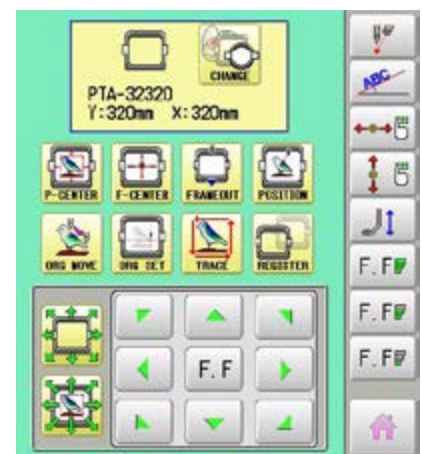 CHANGE
PTA-32320
Y:320mm X:320mm
P-CENTER F-CENTER FRAMEOUT POSITION
ORG MOVE ORG SET TRACE REGISTER
F.F
ABC
F.F
F.F
F.F